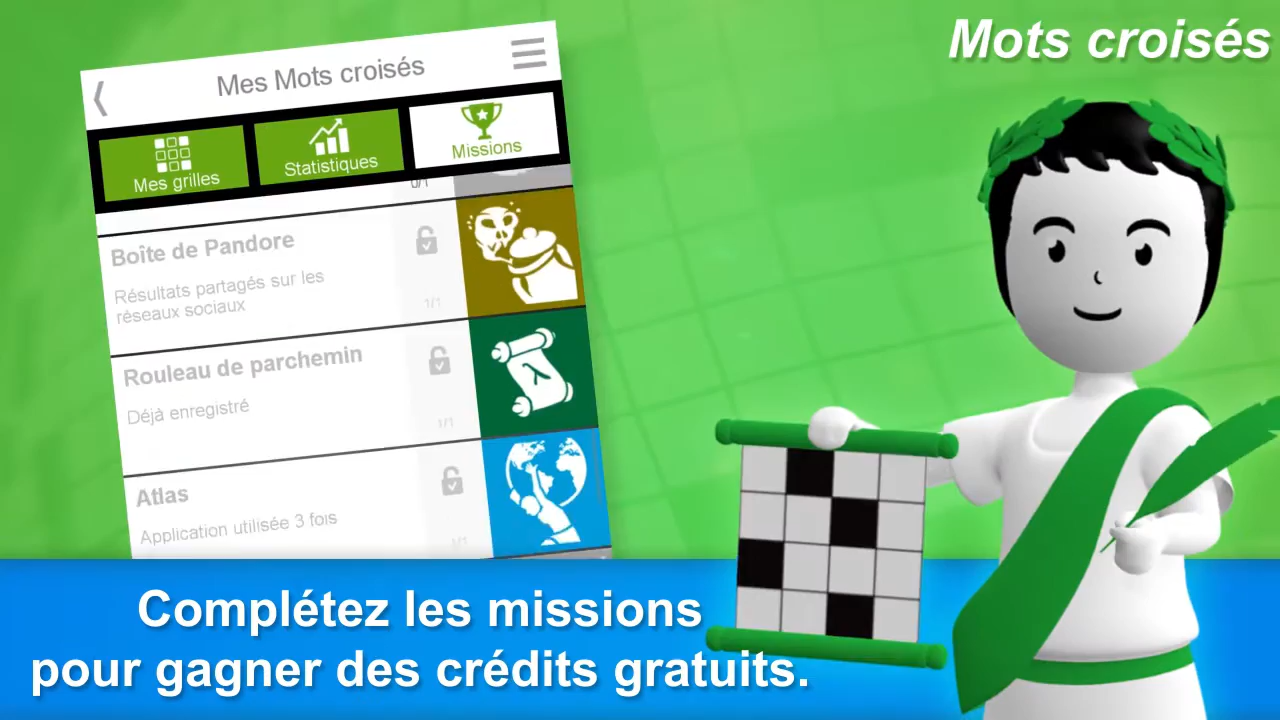 Mots croisés
Mes Mots croisés
Mes grilles
Statistiques
Missions
0/1
Boîte de Pandore
Résultats partagés sur les
réseaux sociaux
1/1
Rouleau de parchemin
Déjà enregistré
1/1
Atlas
Application utilisée 3 fois
1/1
Complétez les missions
pour gagner des crédits gratuits.